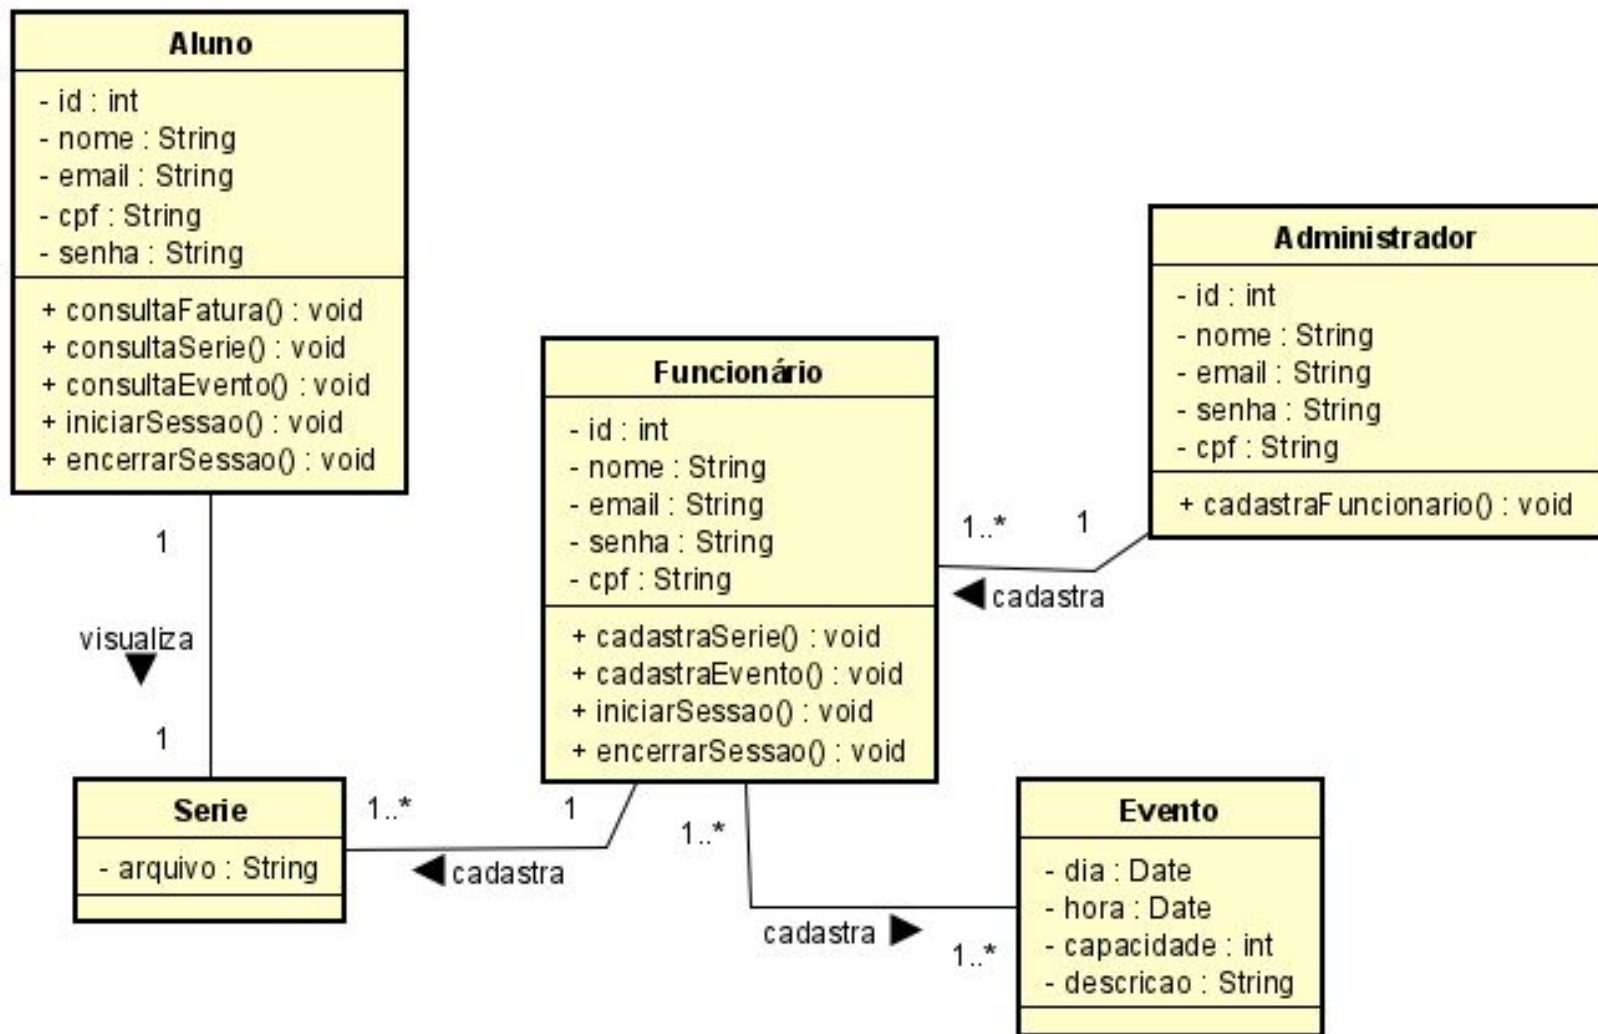 Aluno
- id : int
- nome : String
- email : String
- cpf : String
- senha : String
+ consultaFatura() : void
+ consultaSerie() : void
+ consultaEvento() : void
+ iniciarSessao() : void
+ encerrarSessao() : void
1
visualiza
1
Serie
- arquivo : String
1..*
1
cadastra
Funcionário
- id : int
- nome : String
- email : String
- senha : String
- cpf : String
+ cadastraSerie() : void
+ cadastraEvento() : void
+ iniciarSessao() : void
+ encerrarSessao() : void
1..*
1
cadastra
Administrador
- id : int
- nome : String
- email : String
- senha : String
- cpf : String
+ cadastraFuncionario() : void
1..*
cadastra
1..*
Evento
- dia : Date
- hora : Date
- capacidade : int
- descricao : String